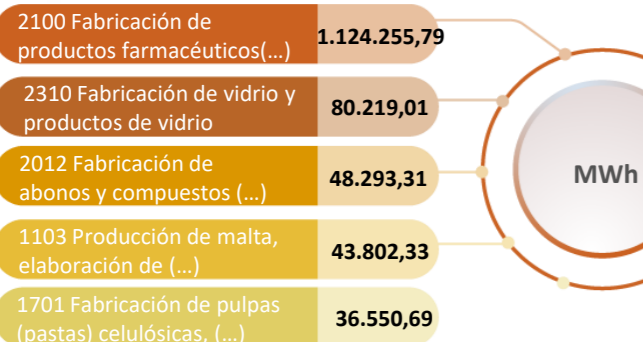 2100 Fabricación de
productos farmacéuticos(...)
1.124.255,79
2310 Fabricación de vidrio y
productos de vidrio
80.219,01
2012 Fabricación de
abonos y compuestos (...)
48.293,31
1103 Producción de malta,
elaboración de (...)
43.802,33
1701 Fabricación de pulpas
(pastas) celulósicas, (...)
36.550,69
MWh